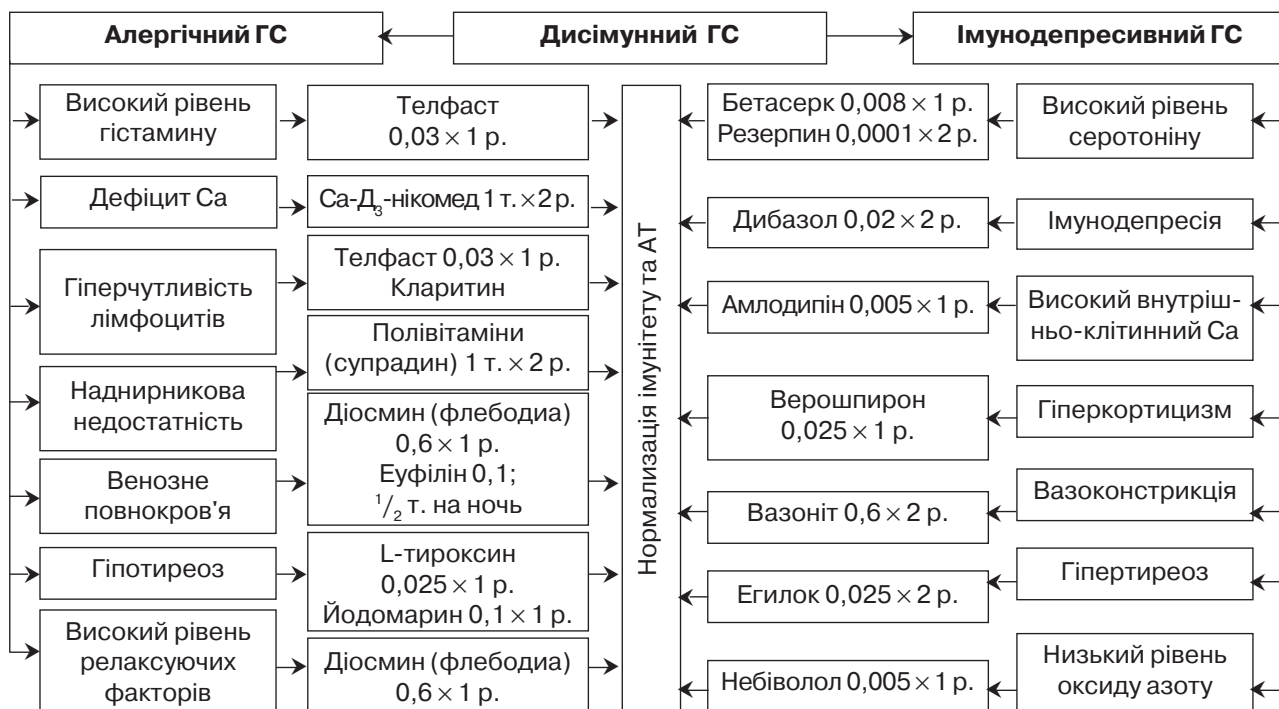 Алергічний ГС
Дисімунний ГС
Імунодепресивний ГС
Високий рівень
гістамину
Дефіцит Са
Гіперчутливість
лімфоцитів
Наднирникова
недостатність
Венозне
повнокров'я
Гіпотиреоз
Високий рівень
релаксуючих
факторів
Телфаст
0,03 × 1 р.
Са-Д₃-нікомед 1 т. × 2 р.
Телфаст 0,03 × 1 р.
Кларитин
Полівітаміни
(супрадин) 1 т. × 2 р.
Діосмин (флебодиа)
0,6 × 1 р.
Еуфілін 0,1;
¹/₂ т. на ночь
L-тироксин
0,025 × 1 р.
Йодомарин 0,1 × 1 р.
Діосмин (флебодиа)
0,6 × 1 р.
Нормализація імунітету та АТ
Бетасерк 0,008 × 1 р.
Резерпин 0,0001 × 2 р.
Дибазол 0,02 × 2 р.
Амлодипін 0,005 × 1 р.
Верошпирон
0,025 × 1 р.
Вазоніт 0,6 × 2 р.
Егилок 0,025 × 2 р.
Небіволол 0,005 × 1 р.
Високий рівень
серотоніну
Імунодепресія
Високий внутріш-
ньо-клітинний Са
Гіперкортицизм
Вазоконстрикція
Гіпертиреоз
Низький рівень
оксиду азоту